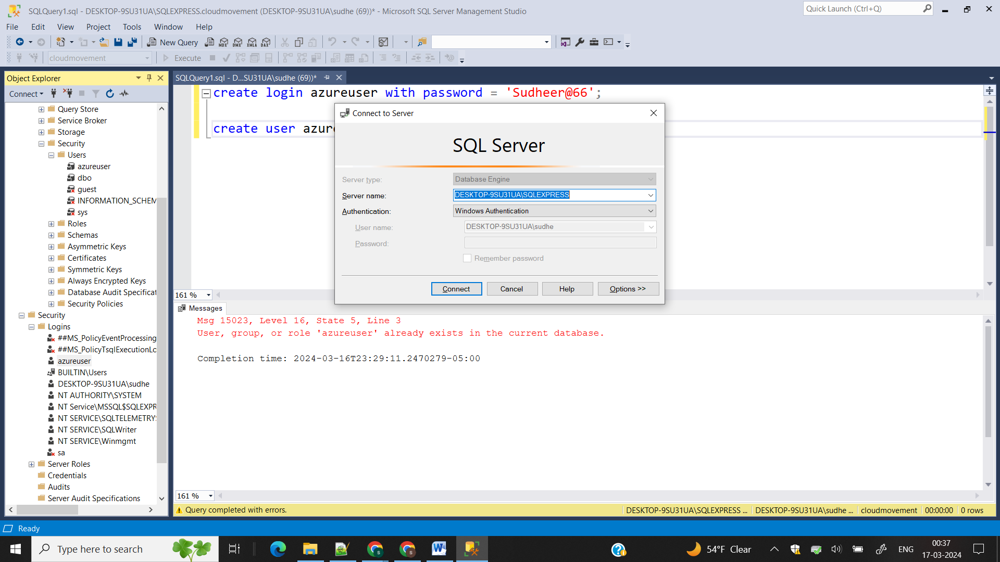 SQLQuery1.sql - DESKTOP-9SU31UA\SQLEXPRESS.cloudmovement (DESKTOP-9SU31UA\sudhe (69))* - Microsoft SQL Server Management Studio
Quick Launch (Ctrl+Q)
File Edit View Project Tools Window Help
New Query MDX DMX XMLA DAX
cloudmovement Execute
Object Explorer
Connect
Query Store
Service Broker
Storage
Security
Users
azureuser
dbo
guest
INFORMATION_SCHEM
sys
Roles
Schemas
Asymmetric Keys
Certificates
Symmetric Keys
Always Encrypted Keys
Database Audit Specificat
Security Policies
Security
Logins
##MS_PolicyEventProcessing
##MS_PolicyTsqlExecutionLo
azureuser
BUILTIN\Users
DESKTOP-9SU31UA\sudhe
NT AUTHORITY\SYSTEM
NT Service\MSSQL$SQLEXPR
NT SERVICE\SQLTELEMETRY
NT SERVICE\SQLWriter
NT SERVICE\Winmgmt
sa
Server Roles
Credentials
Audits
Server Audit Specifications
SQLQuery1.sql - D...SU31UA\sudhe (69))*
create login azureuser with password = 'Sudheer@66';
create user azur
Connect to Server
SQL Server
Server type: Database Engine
Server name: DESKTOP-9SU31UA\SQLEXPRESS
Authentication: Windows Authentication
User name: DESKTOP-9SU31UA\sudhe
Password:
Remember password
Connect Cancel Help Options >>
161 %
Messages
Msg 15023, Level 16, State 5, Line 3
User, group, or role 'azureuser' already exists in the current database.
Completion time: 2024-03-16T23:29:11.2470279-05:00
161 %
Query completed with errors. DESKTOP-9SU31UA\SQLEXPRESS ... DESKTOP-9SU31UA\sudhe ... cloudmovement 00:00:00 0 rows
Ready
Type here to search
54°F Clear
ENG
00:37
17-03-2024